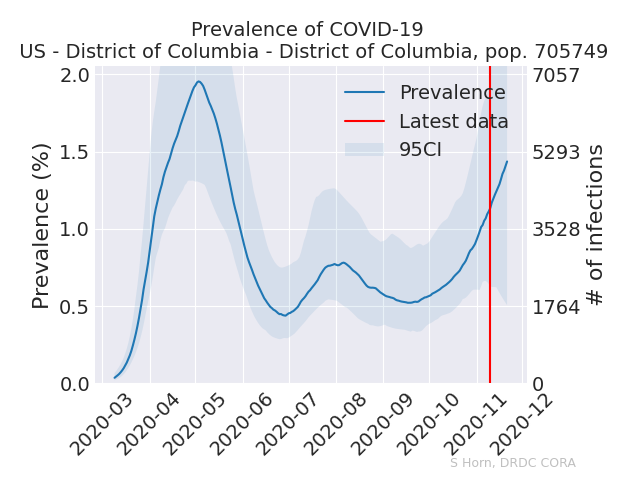 Prevalence of COVID-19
US - District of Columbia - District of Columbia, pop. 705749
Prevalence (%)
2.0
1.5
1.0
0.5
0.0
7057
5293
3528
1764
0
# of infections
Prevalence
Latest data
95CI
2020-03
2020-04
2020-05
2020-06
2020-07
2020-08
2020-09
2020-10
2020-11
2020-12
S Horn, DRDC CORA